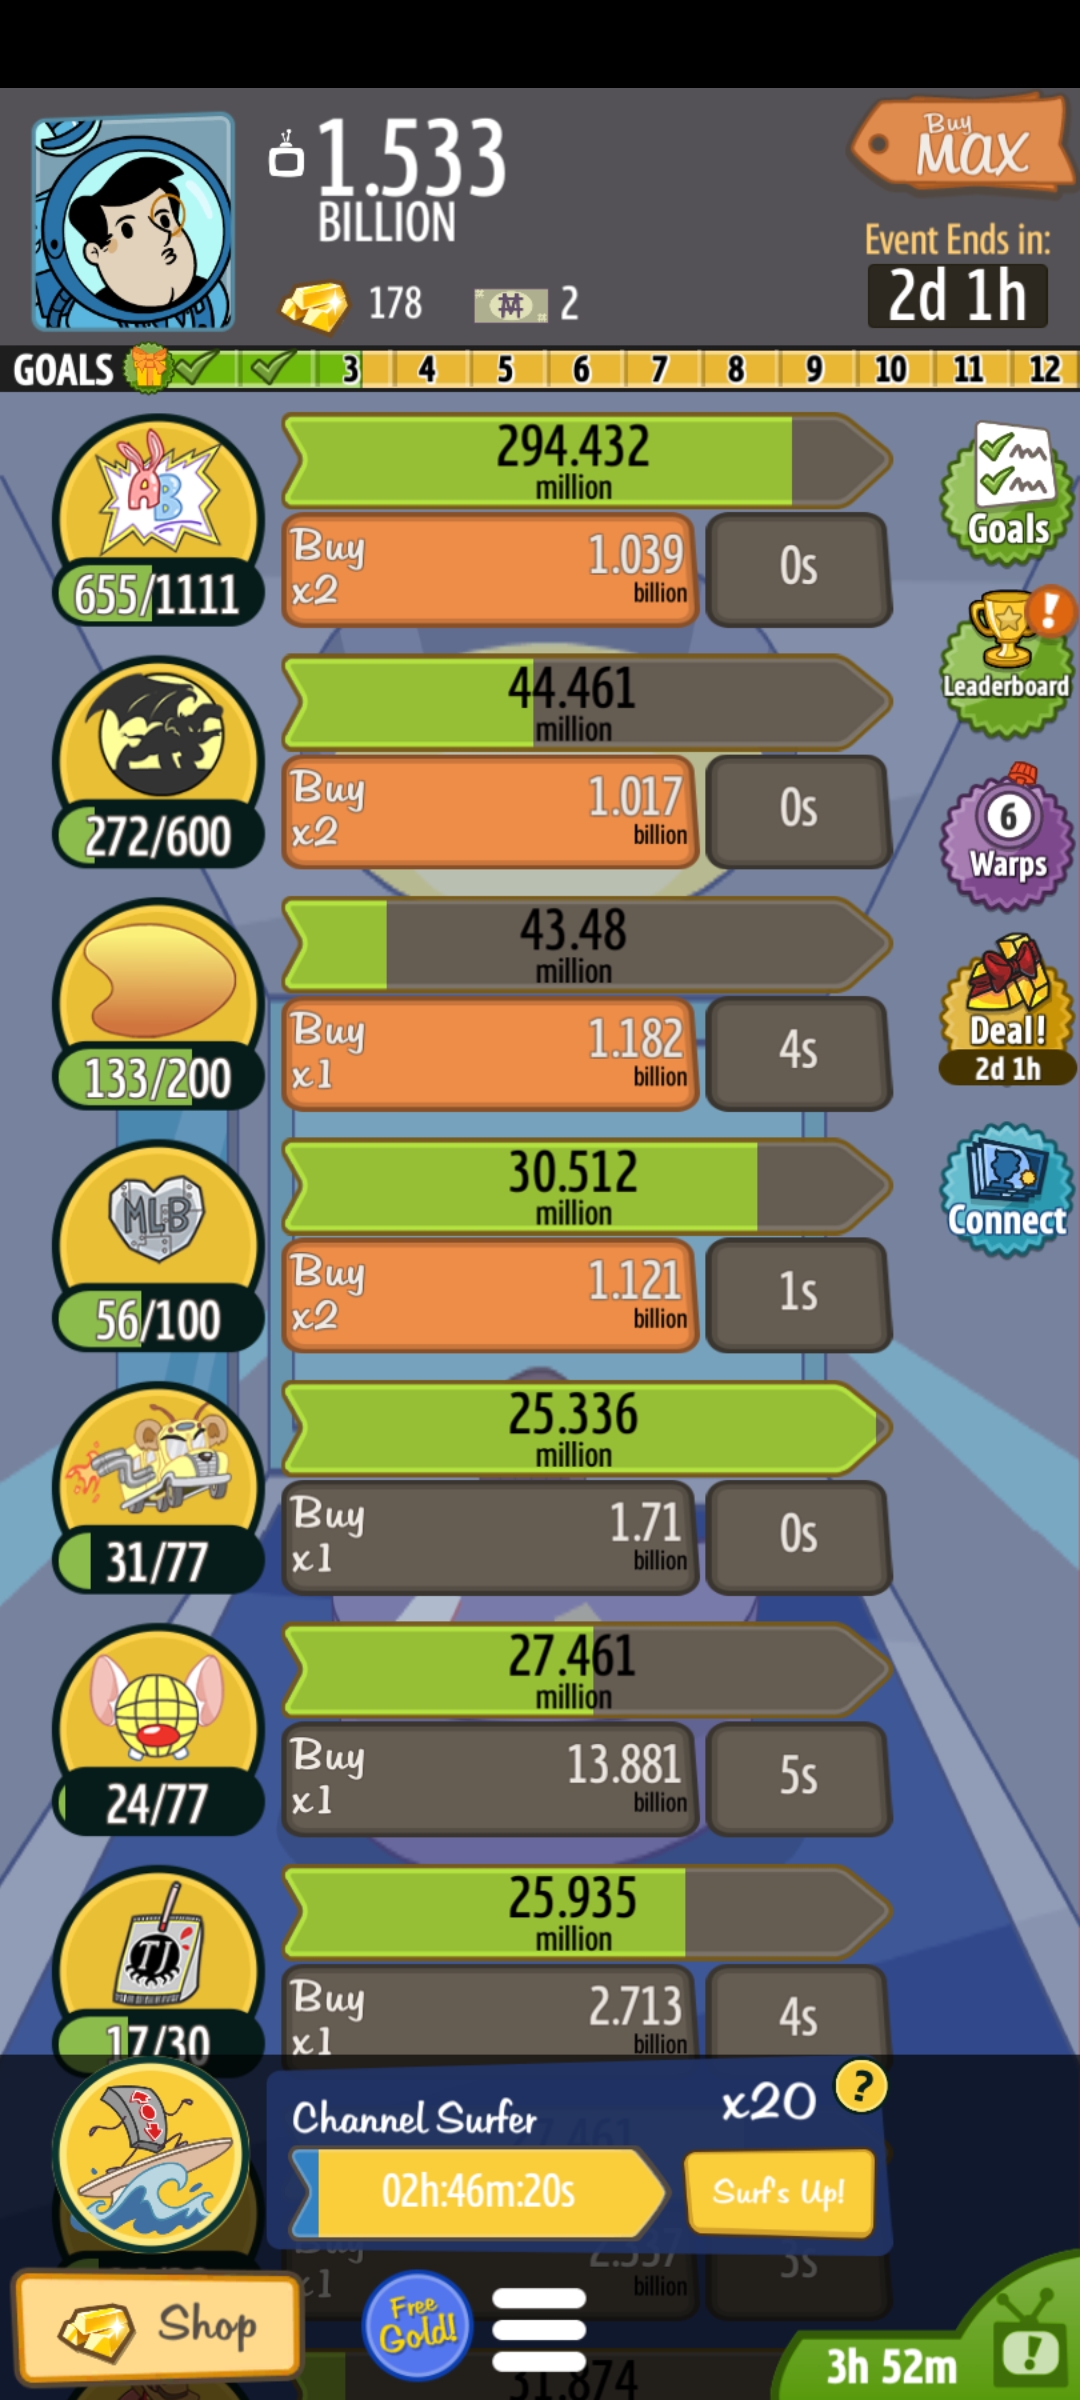 1.533
BILLION
Buy
MAX
Event Ends in:
2d 1h
178
2
GOALS 3 4 5 6 7 8 9 10 11 12
AB
294.432
million
Buy
x2
1.039
billion
0s
655/1111
Goals
44.461
million
Buy
x2
1.017
billion
0s
272/600
!
Leaderboard
43.48
million
Buy
x1
1.182
billion
4s
133/200
6
Warps
Deal!
2d 1h
MLB
30.512
million
Buy
x2
1.121
billion
1s
56/100
Connect
25.336
million
Buy
x1
1.71
billion
0s
31/77
27.461
million
Buy
x1
13.881
billion
5s
24/77
TJ
25.935
million
Buy
x1
2.713
billion
4s
17/30
Channel Surfer
x20
?
02h:46m:20s
Surf's Up!
Buy
x1
billion
3s
Shop
Free
Gold!
31.874
3h 52m
!